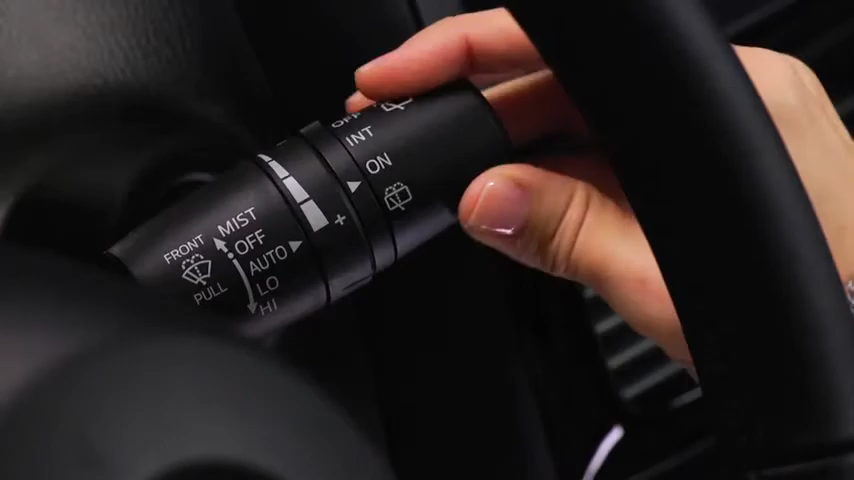 OFF
INT
ON
+
MIST
FRONT
OFF
AUTO
PULL
LO
HI